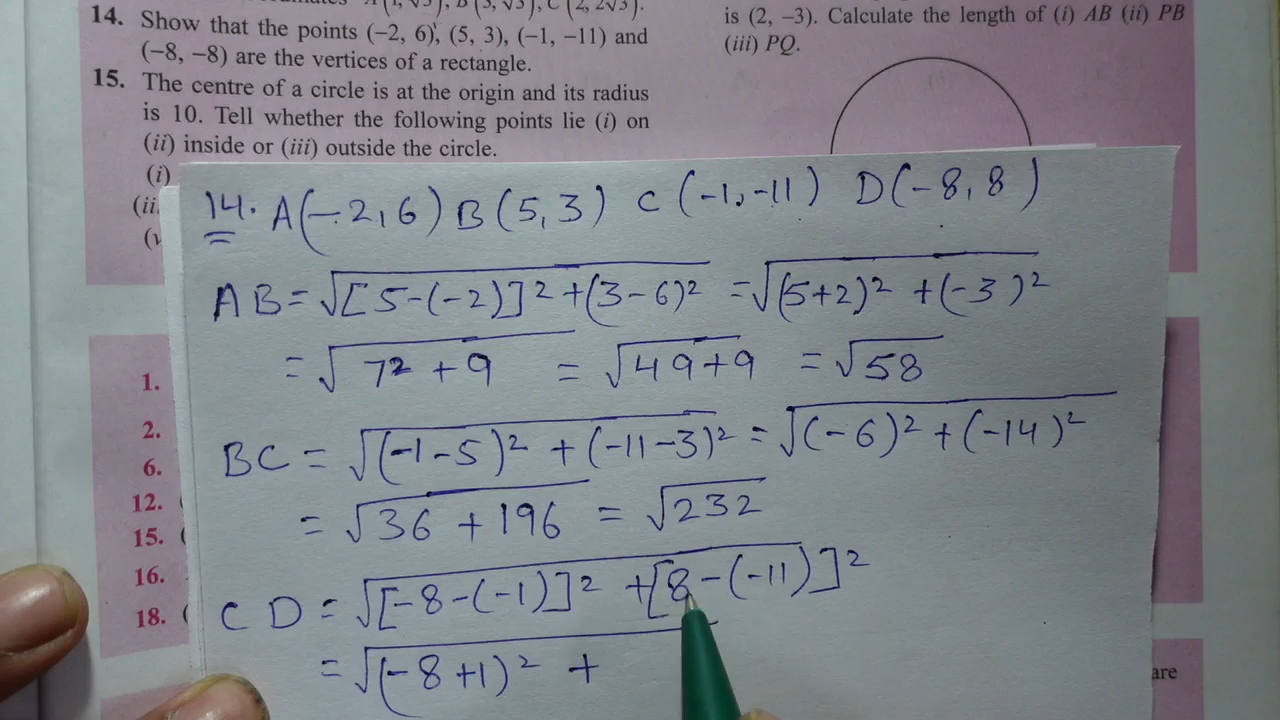 14. Show that the points (−2, 6), (5, 3), (−1, −11) and
(−8, −8) are the vertices of a rectangle.
15. The centre of a circle is at the origin and its radius
is 10. Tell whether the following points lie (i) on
(ii) inside or (iii) outside the circle.
(i)
(ii
is (2, −3). Calculate the length of (i) AB (ii) PB
(iii) PQ.
14. A(−2,6) B(5,3) C(-1,-11) D(-8,8)
AB = √[5-(-2)]² + (3-6)² = √(5+2)² + (-3)²
= √7² + 9 = √49+9 = √58
BC = √(-1-5)² + (-11-3)² = √(-6)² + (-14)²
= √36 + 196 = √232
CD = √[-8-(-1)]² + [8-(-11)]²
= √(-8+1)² +
1.
2.
6.
12.
15.
16.
18.
are